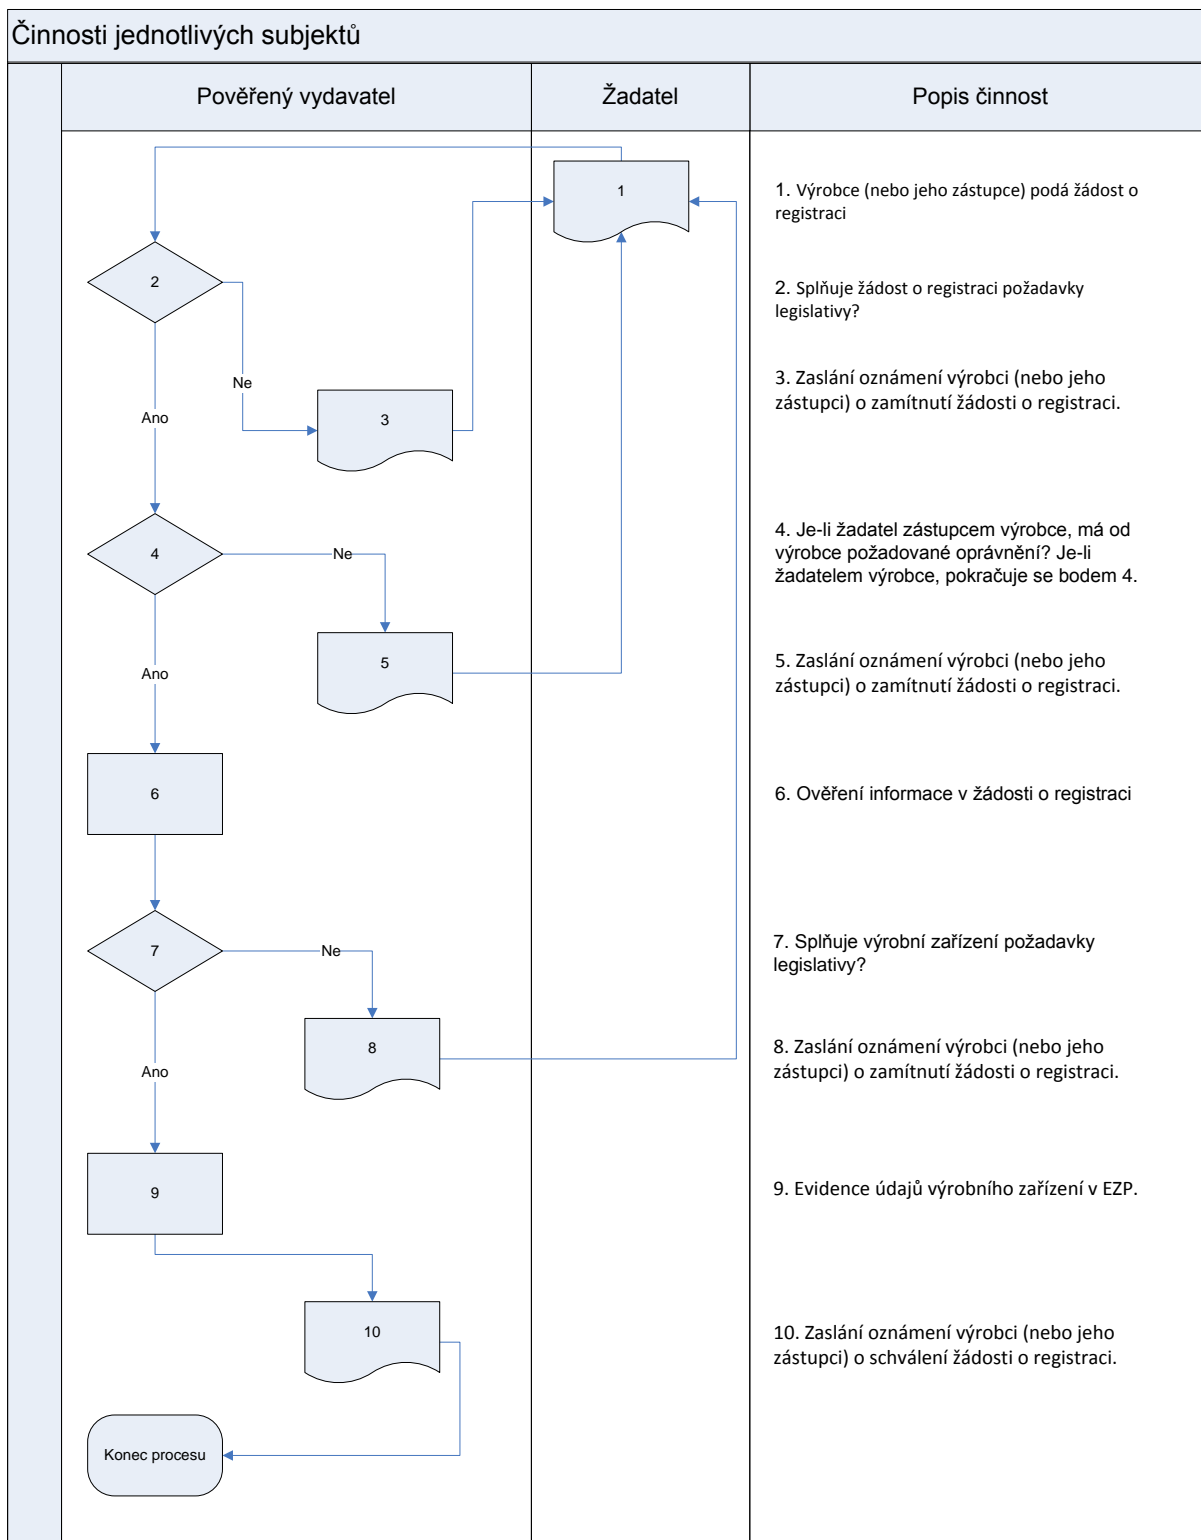 Činnosti jednotlivých subjektů
Pověřený vydavatel
Žadatel
Popis činnost
1
1. Výrobce (nebo jeho zástupce) podá žádost o
registraci
2
2. Splňuje žádost o registraci požadavky
legislativy?
Ne
Ano
3
3. Zaslání oznámení výrobci (nebo jeho
zástupci) o zamítnutí žádosti o registraci.
4
Ne
4. Je-li žadatel zástupcem výrobce, má od
výrobce požadované oprávnění? Je-li
žadatelem výrobce, pokračuje se bodem 4.
Ano
5
5. Zaslání oznámení výrobci (nebo jeho
zástupci) o zamítnutí žádosti o registraci.
6
6. Ověření informace v žádosti o registraci
7
Ne
7. Splňuje výrobní zařízení požadavky
legislativy?
Ano
8
8. Zaslání oznámení výrobci (nebo jeho
zástupci) o zamítnutí žádosti o registraci.
9
9. Evidence údajů výrobního zařízení v EZP.
10
10. Zaslání oznámení výrobci (nebo jeho
zástupci) o schválení žádosti o registraci.
Konec procesu